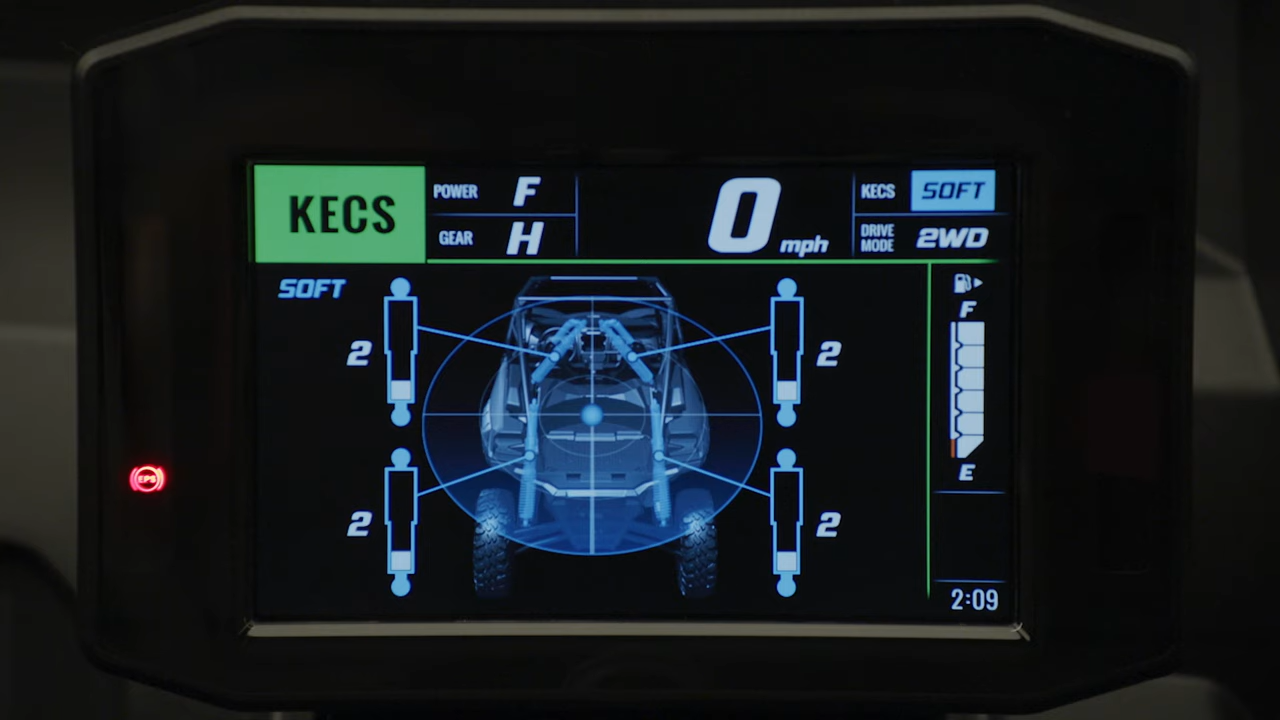 KECS
POWER F
GEAR H
0 mph
KECS SOFT
DRIVE MODE 2WD
SOFT
2
2
2
2
F
E
EPS
2:09